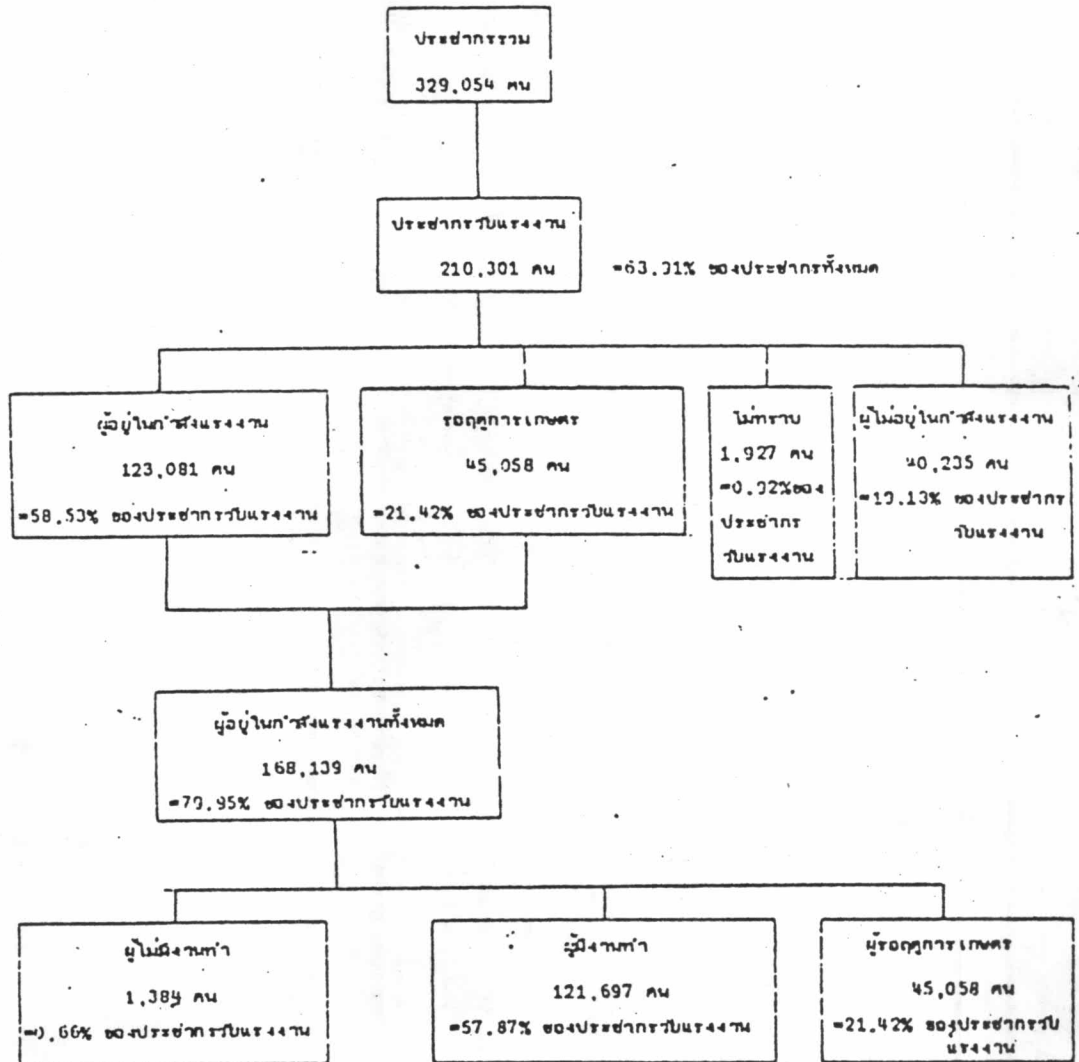 ประชากรรวม
329,054 คน
ประชากรวัยแรงงาน
210,301 คน
=63.91% ของประชากรทั้งหมด
ผู้อยู่ในกำลังแรงงาน
123,081 คน
=58.53% ของประชากรวัยแรงงาน
รอฤดูการเกษตร
45,058 คน
=21.42% ของประชากรวัยแรงงาน
ไม่ทราบ
1,927 คน
=0.92%ของ
ประชากร
วัยแรงงาน
ผู้ไม่อยู่ในกำลังแรงงาน
40,235 คน
=19.13% ของประชากร
วัยแรงงาน
ผู้อยู่ในกำลังแรงงานทั้งหมด
168,139 คน
=79.95% ของประชากรวัยแรงงาน
ผู้ไม่มีงานทำ
1,384 คน
=0.66% ของประชากรวัยแรงงาน
ผู้มีงานทำ
121,697 คน
=57.87% ของประชากรวัยแรงงาน
ผู้รอฤดูการเกษตร
45,058 คน
=21.42% ของประชากรวัย
แรงงาน